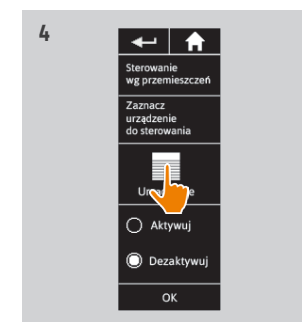 4
Sterowanie
wg przemieszczeń
Zaznacz
urządzenie
do sterowania
Aktywuj
Dezaktywuj
OK